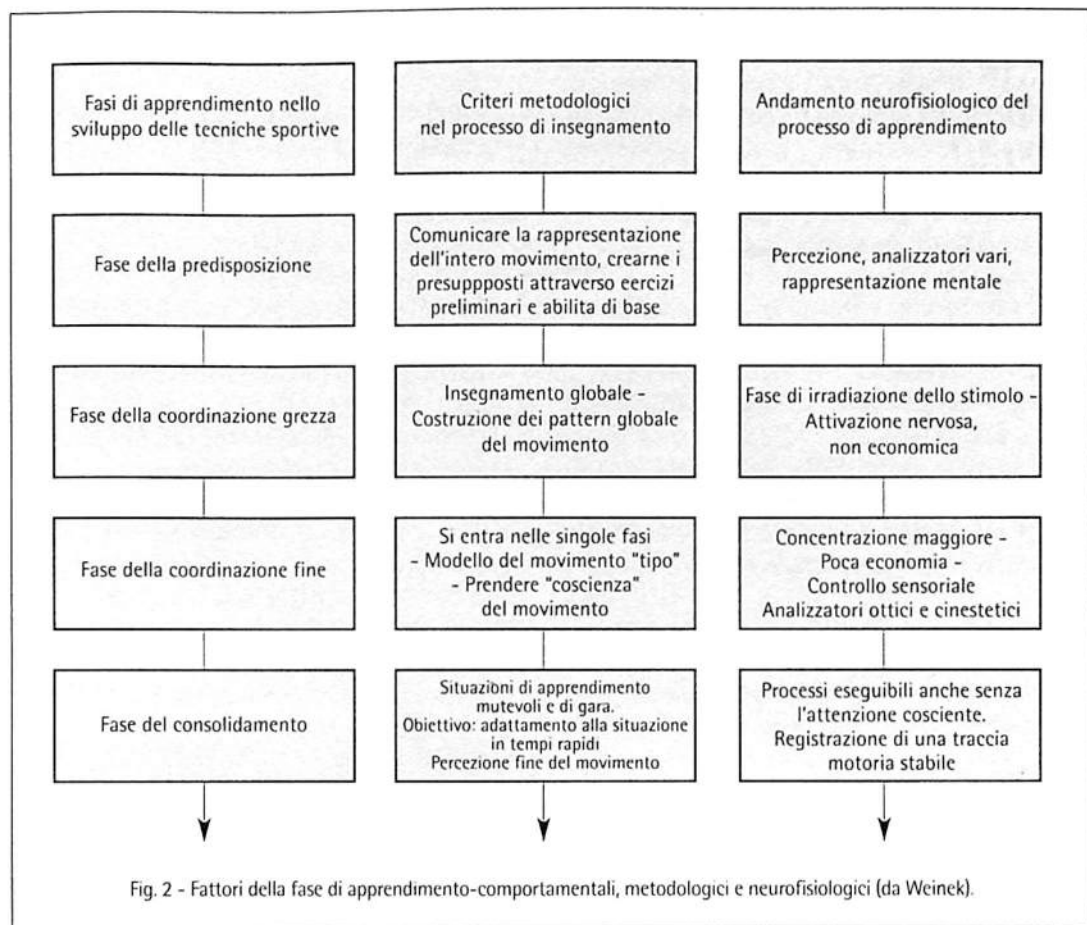 Fasi di apprendimento nello
sviluppo delle tecniche sportive
Criteri metodologici
nel processo di insegnamento
Andamento neurofisiologico del
processo di apprendimento
Fase della predisposizione
Comunicare la rappresentazione
dell'intero movimento, crearne i
presuppposti attraverso eercizi
preliminari e abilita di base
Percezione, analizzatori vari,
rappresentazione mentale
Fase della coordinazione grezza
Insegnamento globale -
Costruzione dei pattern globale
del movimento
Fase di irradiazione dello stimolo -
Attivazione nervosa,
non economica
Fase della coordinazione fine
Si entra nelle singole fasi
- Modello del movimento "tipo"
- Prendere "coscienza"
del movimento
Concentrazione maggiore -
Poca economia -
Controllo sensoriale
Analizzatori ottici e cinestetici
Fase del consolidamento
Situazioni di apprendimento
mutevoli e di gara.
Obiettivo: adattamento alla situazione
in tempi rapidi
Percezione fine del movimento
Processi eseguibili anche senza
l'attenzione cosciente.
Registrazione di una traccia
motoria stabile
Fig. 2 - Fattori della fase di apprendimento-comportamentali, metodologici e neurofisiologici (da Weinek).